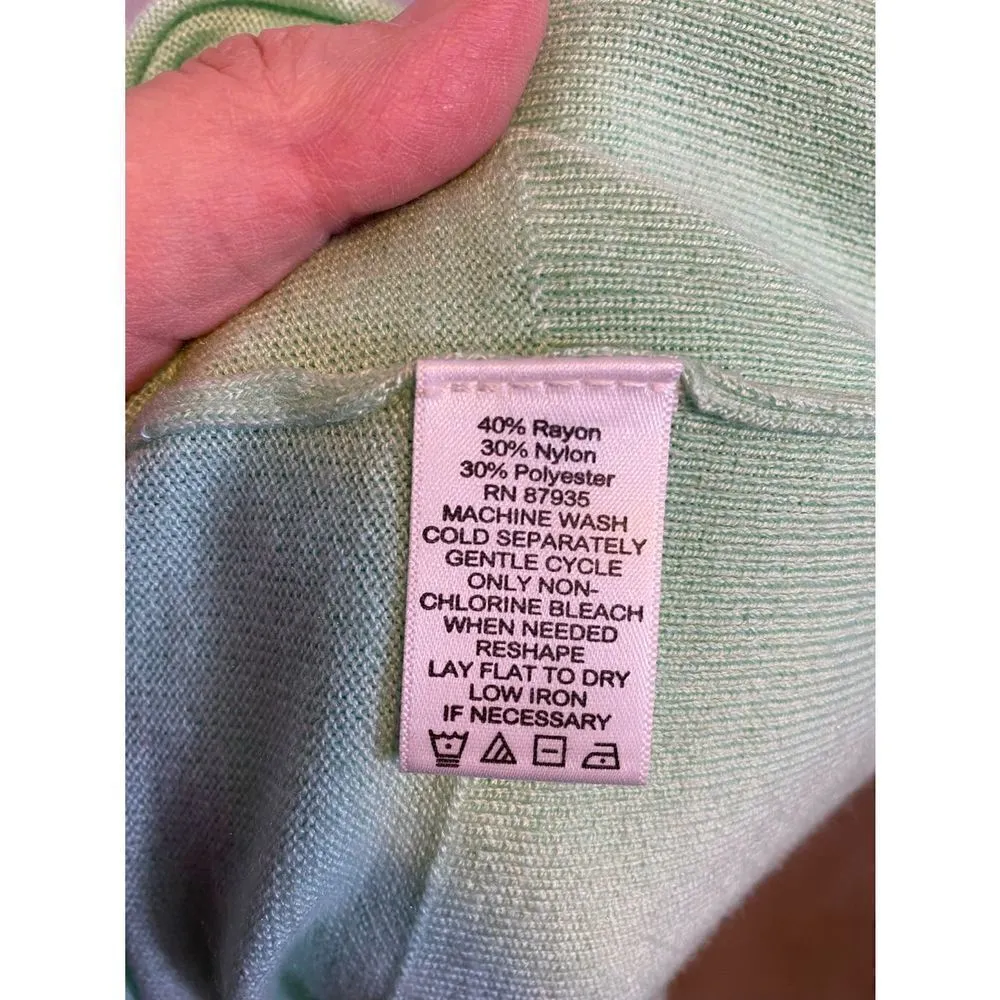 40% Rayon
30% Nylon
30% Polyester
RN 87935
MACHINE WASH
COLD SEPARATELY
GENTLE CYCLE
ONLY NON-
CHLORINE BLEACH
WHEN NEEDED
RESHAPE
LAY FLAT TO DRY
LOW IRON
IF NECESSARY